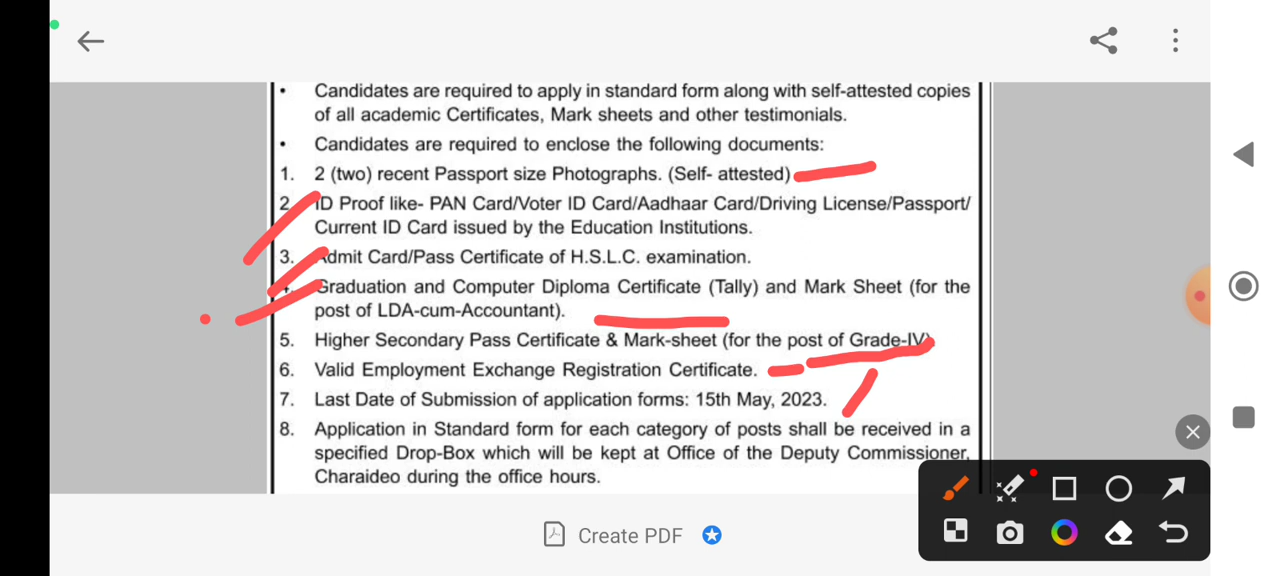 • Candidates are required to apply in standard form along with self-attested copies
of all academic Certificates, Mark sheets and other testimonials.
• Candidates are required to enclose the following documents:
1. 2 (two) recent Passport size Photographs. (Self- attested)
2. ID Proof like- PAN Card/Voter ID Card/Aadhaar Card/Driving License/Passport/
Current ID Card issued by the Education Institutions.
3. Admit Card/Pass Certificate of H.S.L.C. examination.
4. Graduation and Computer Diploma Certificate (Tally) and Mark Sheet (for the
post of LDA-cum-Accountant).
5. Higher Secondary Pass Certificate & Mark-sheet (for the post of Grade-IV).
6. Valid Employment Exchange Registration Certificate.
7. Last Date of Submission of application forms: 15th May, 2023.
8. Application in Standard form for each category of posts shall be received in a
specified Drop-Box which will be kept at Office of the Deputy Commissioner,
Charaideo during the office hours.
Create PDF